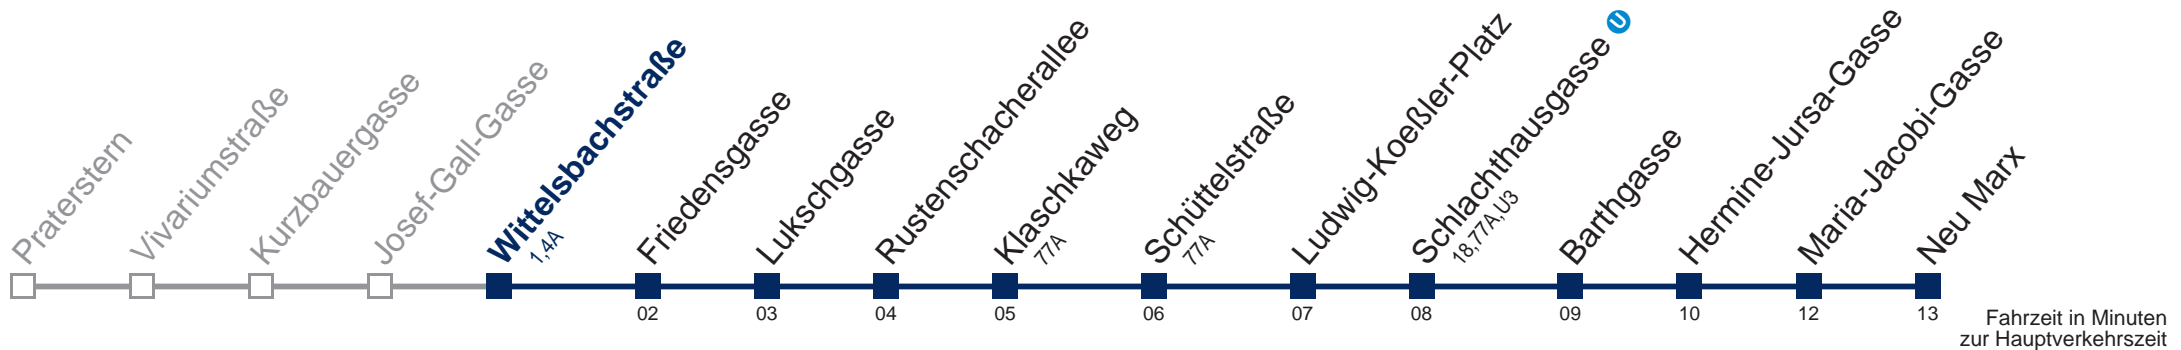 Praterstern
Vivariumstraße
Kurzbauergasse
Josef-Gall-Gasse
Wittelsbachstraße
1,4A
Friedensgasse
Lukschgasse
Rustenschacherallee
Klaschkaweg
77A
Schüttelstraße
77A
Ludwig-Koeßler-Platz
Schlachthausgasse U
18,77A,U3
Barthgasse
Hermine-Jursa-Gasse
Maria-Jacobi-Gasse
Neu Marx
02 03 04 05 06 07 08 09 10 12 13
Fahrzeit in Minuten
zur Hauptverkehrszeit